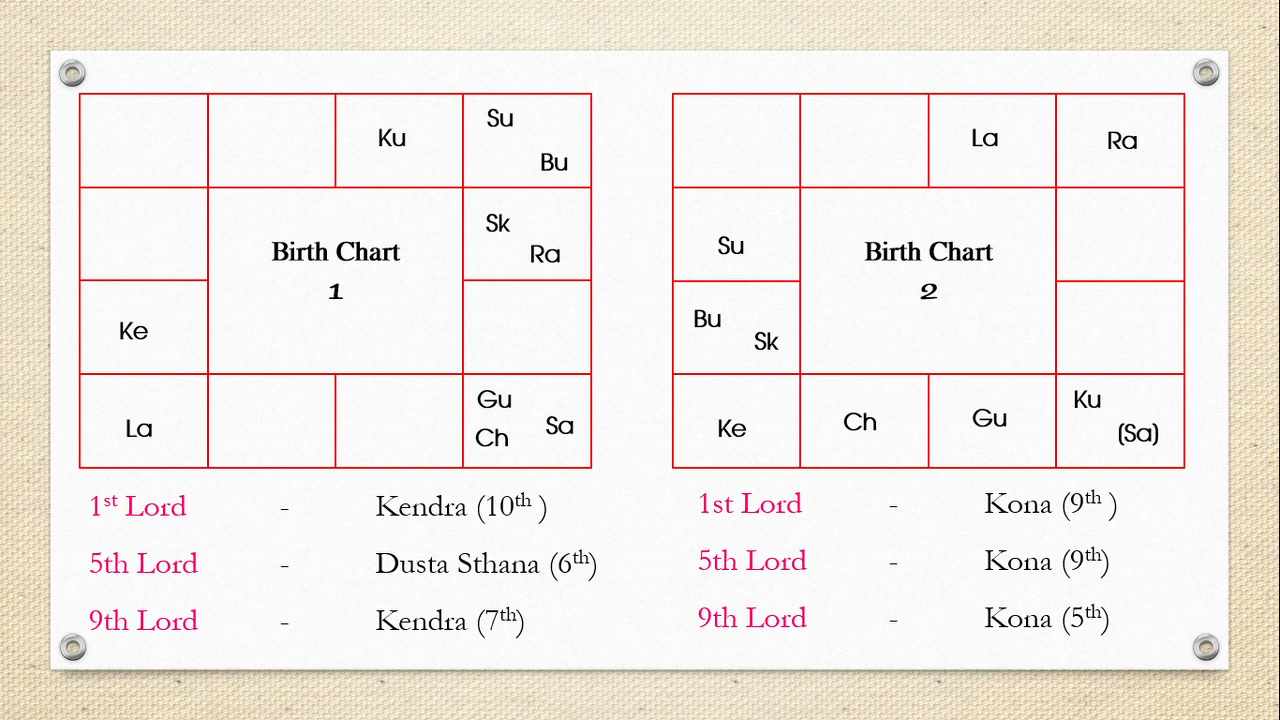 Ku
Su
Bu
Sk
Ra
Ke
La
Gu
Ch
Sa
Birth Chart
1
La
Ra
Su
Bu
Sk
Ke
Ch
Gu
Ku
(Sa)
Birth Chart
2
1st Lord - Kendra (10th )
5th Lord - Dusta Sthana (6th)
9th Lord - Kendra (7th)
1st Lord - Kona (9th )
5th Lord - Kona (9th)
9th Lord - Kona (5th)